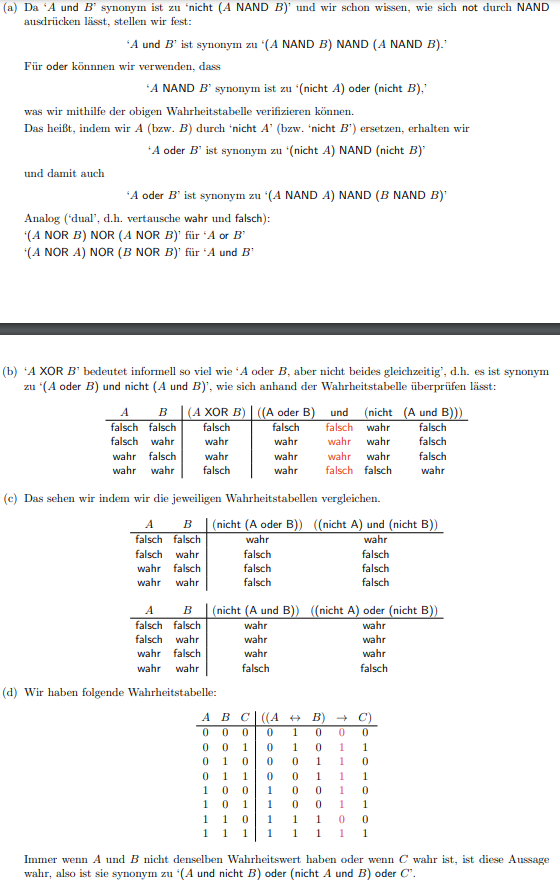 (a) Da ‘A und B’ synonym ist zu ‘nicht (A NAND B)’ und wir schon wissen, wie sich not durch NAND
ausdrücken lässt, stellen wir fest:
‘A und B’ ist synonym zu ‘(A NAND B) NAND (A NAND B).’
Für oder könnnen wir verwenden, dass
‘A NAND B’ synonym ist zu ‘(nicht A) oder (nicht B),’
was wir mithilfe der obigen Wahrheitstabelle verifizieren können.
Das heißt, indem wir A (bzw. B) durch ‘nicht A’ (bzw. ‘nicht B’) ersetzen, erhalten wir
‘A oder B’ ist synonym zu ‘(nicht A) NAND (nicht B)’
und damit auch
‘A oder B’ ist synonym zu ‘(A NAND A) NAND (B NAND B)’
Analog (‘dual’, d.h. vertausche wahr und falsch):
‘(A NOR B) NOR (A NOR B)’ für ‘A or B’
‘(A NOR A) NOR (B NOR B)’ für ‘A und B’
(b) ‘A XOR B’ bedeutet informell so viel wie ‘A oder B, aber nicht beides gleichzeitig’, d.h. es ist synonym
zu ‘(A oder B) und nicht (A und B)’, wie sich anhand der Wahrheitstabelle überprüfen lässt:
A B (A XOR B) ((A oder B) und (nicht (A und B)))
falsch falsch falsch falsch falsch wahr falsch
falsch wahr wahr wahr wahr wahr falsch
wahr falsch wahr wahr wahr wahr falsch
wahr wahr falsch wahr falsch falsch wahr
(c) Das sehen wir indem wir die jeweiligen Wahrheitstabellen vergleichen.
A B (nicht (A oder B)) ((nicht A) und (nicht B))
falsch falsch wahr wahr
falsch wahr falsch falsch
wahr falsch falsch falsch
wahr wahr falsch falsch
A B (nicht (A und B)) ((nicht A) oder (nicht B))
falsch falsch wahr wahr
falsch wahr wahr wahr
wahr falsch wahr wahr
wahr wahr falsch falsch
(d) Wir haben folgende Wahrheitstabelle:
A B C ((A ↔ B) → C)
0 0 0 0 1 0 0 0
0 0 1 0 1 0 1 1
0 1 0 0 0 1 1 0
0 1 1 0 0 1 1 1
1 0 0 1 0 0 1 0
1 0 1 1 0 0 1 1
1 1 0 1 1 1 0 0
1 1 1 1 1 1 1 1
Immer wenn A und B nicht denselben Wahrheitswert haben oder wenn C wahr ist, ist diese Aussage
wahr, also ist sie synonym zu ‘(A und nicht B) oder (nicht A und B) oder C’.